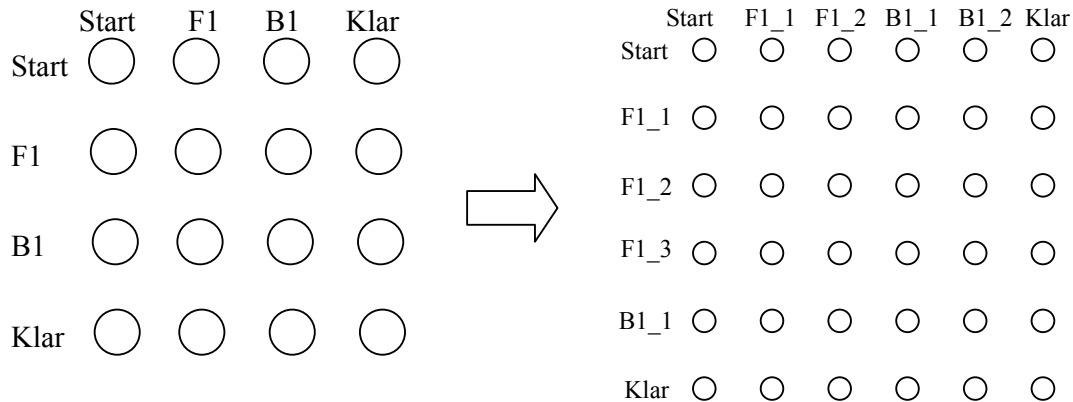 Start F1 B1 Klar
Start
F1
B1
Klar
Start F1_1 F1_2 B1_1 B1_2 Klar
Start
F1_1
F1_2
F1_3
B1_1
Klar